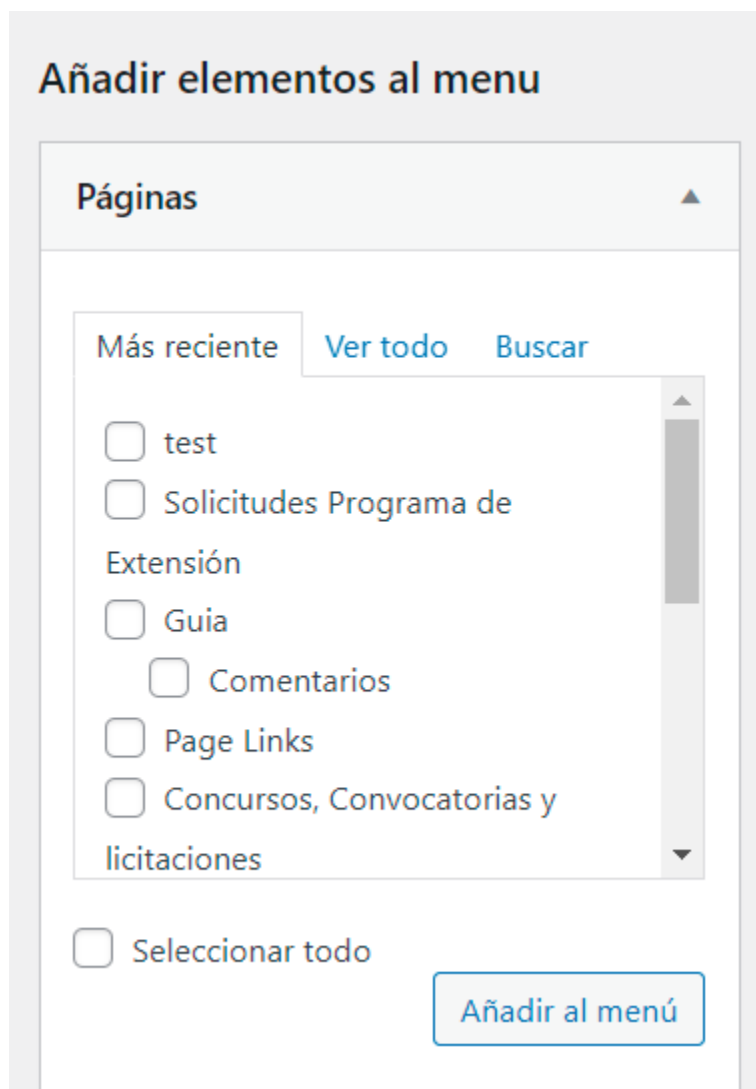 Añadir elementos al menu
Páginas
Más reciente Ver todo Buscar
test
Solicitudes Programa de
Extensión
Guia
Comentarios
Page Links
Concursos, Convocatorias y
licitaciones
Seleccionar todo
Añadir al menú